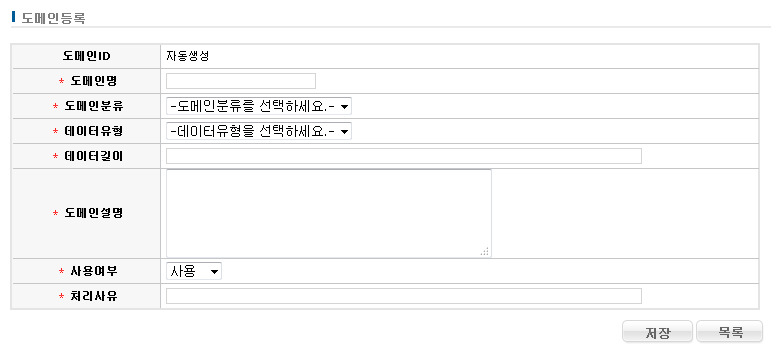 도메인등록
도메인ID 자동생성
* 도메인명
* 도메인분류 -도메인분류를 선택하세요.-
* 데이터유형 -데이터유형을 선택하세요.-
* 데이터길이
* 도메인설명
* 사용여부 사용
* 처리사유
저장 목록